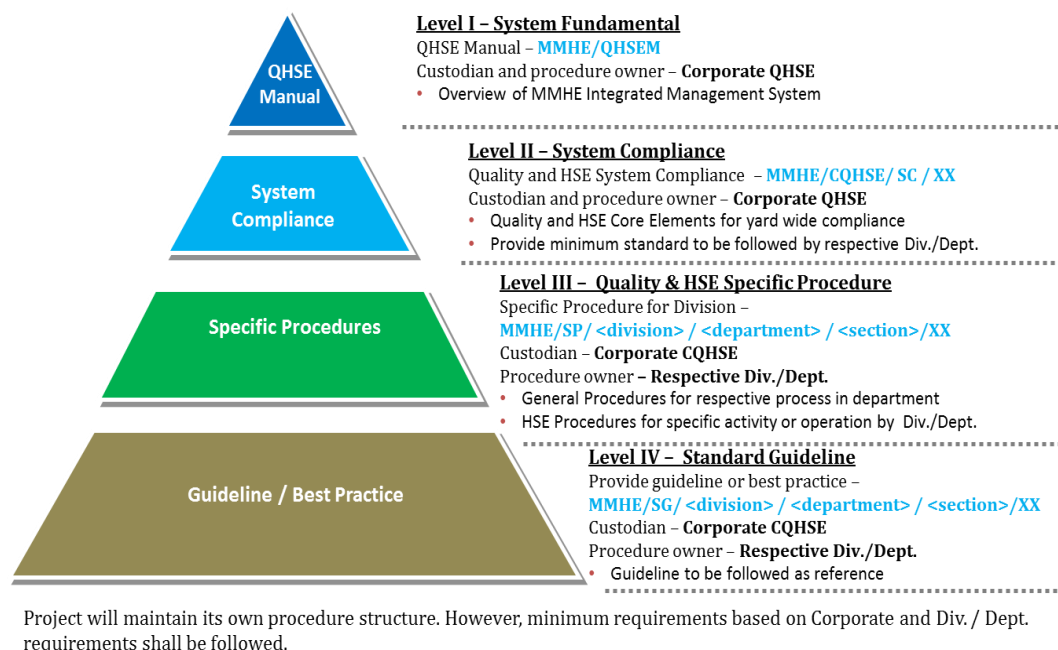 QHSE
Manual
Level I – System Fundamental
QHSE Manual – MMHE/QHSEM
Custodian and procedure owner – Corporate QHSE
• Overview of MMHE Integrated Management System
System
Compliance
Level II – System Compliance
Quality and HSE System Compliance – MMHE/CQHSE/ SC / XX
Custodian and procedure owner – Corporate QHSE
• Quality and HSE Core Elements for yard wide compliance
• Provide minimum standard to be followed by respective Div./Dept.
Specific Procedures
Level III – Quality & HSE Specific Procedure
Specific Procedure for Division –
MMHE/SP/ <division> / <department> / <section>/XX
Custodian – Corporate CQHSE
Procedure owner – Respective Div./Dept.
• General Procedures for respective process in department
• HSE Procedures for specific activity or operation by Div./Dept.
Guideline / Best Practice
Level IV – Standard Guideline
Provide guideline or best practice –
MMHE/SG/ <division> / <department> / <section>/XX
Custodian – Corporate CQHSE
Procedure owner – Respective Div./Dept.
• Guideline to be followed as reference
Project will maintain its own procedure structure. However, minimum requirements based on Corporate and Div. / Dept.
requirements shall be followed.